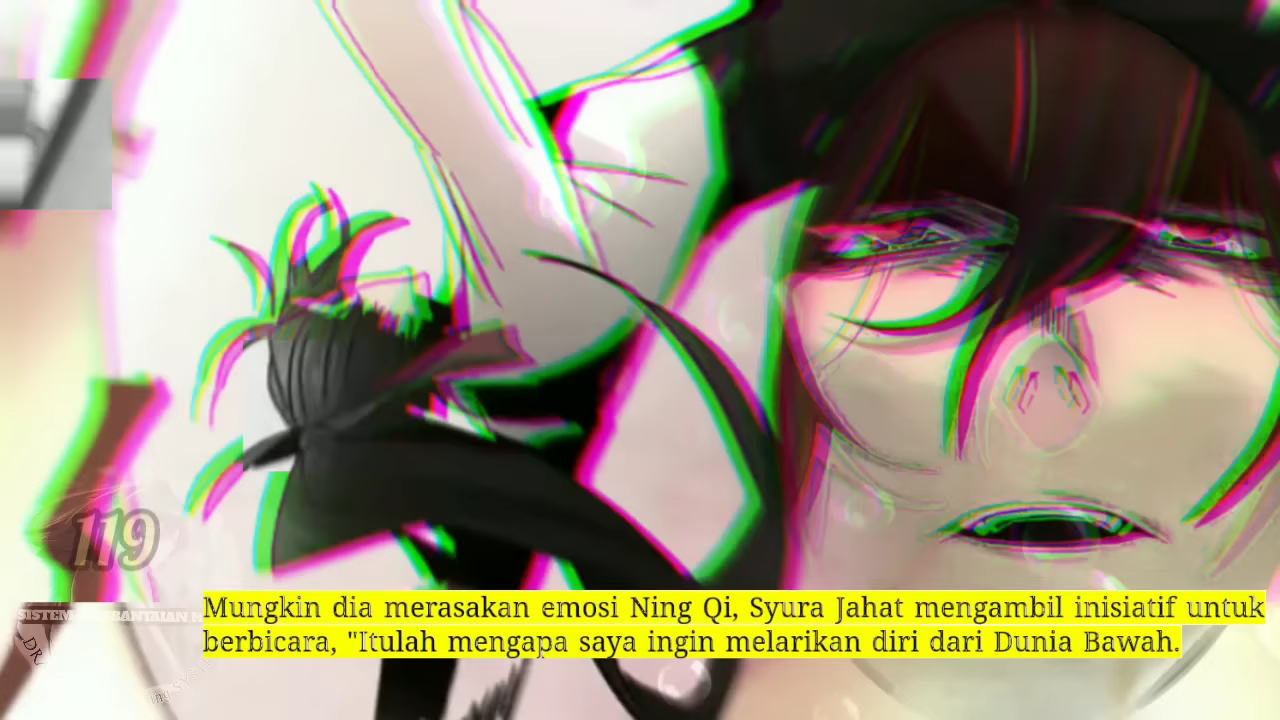 119
Mungkin dia merasakan emosi Ning Qi, Syura Jahat mengambil inisiatif untuk
berbicara, "Itulah mengapa saya ingin melarikan diri dari Dunia Bawah.